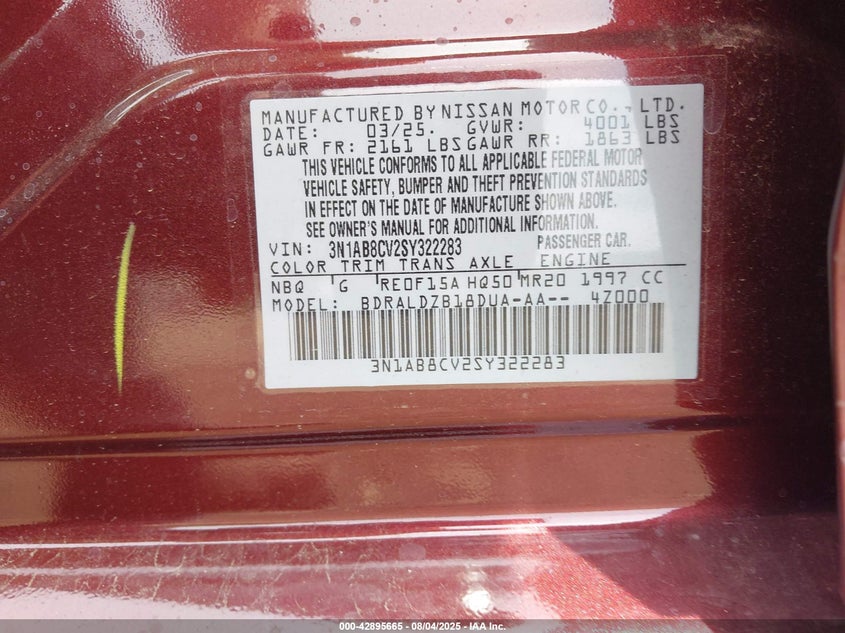 MANUFACTURED BY NISSAN MOTOR CO., LTD.
DATE: 03/25. GVWR: 4001 LBS
GAWR FR: 2161 LBS GAWR RR: 1863 LBS
THIS VEHICLE CONFORMS TO ALL APPLICABLE FEDERAL MOTOR
VEHICLE SAFETY, BUMPER AND THEFT PREVENTION STANDARDS
IN EFFECT ON THE DATE OF MANUFACTURE SHOWN ABOVE.
SEE OWNER'S MANUAL FOR ADDITIONAL INFORMATION.
VIN: 3N1AB8CV2SY322283 PASSENGER CAR.
COLOR TRIM TRANS AXLE ENGINE
NBQ G RE0F15A HQ50 MR20 1997 CC
MODEL: BDRALDZB18DUA-AA-- 4Z000
3N1AB8CV2SY322283
000-42895665 - 08/04/2025 - IAA Inc.